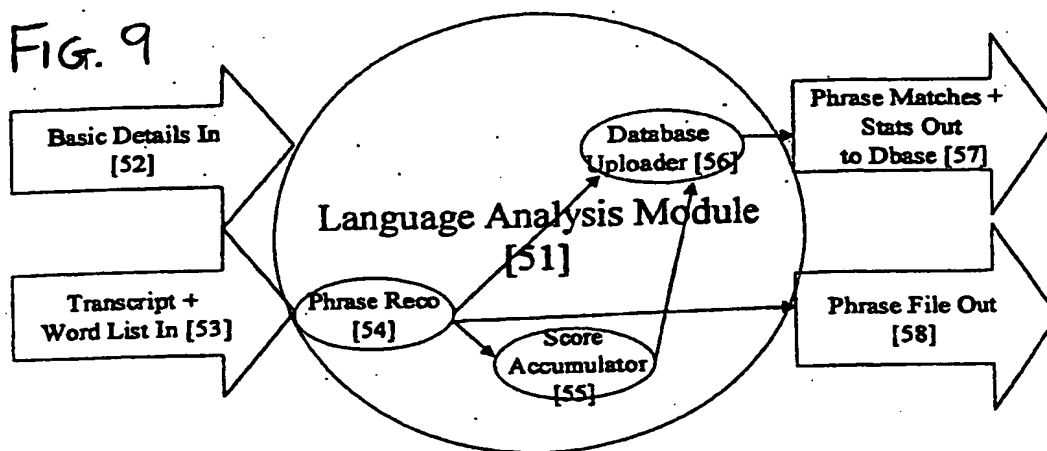 FIG. 9
Basic Details In
[52]
Transcript +
Word List In [53]
Language Analysis Module
[51]
Phrase Reco
[54]
Score
Accumulator
[55]
Database
Uploader [56]
Phrase Matches +
Stats Out
to Dbase [57]
Phrase File Out
[58]